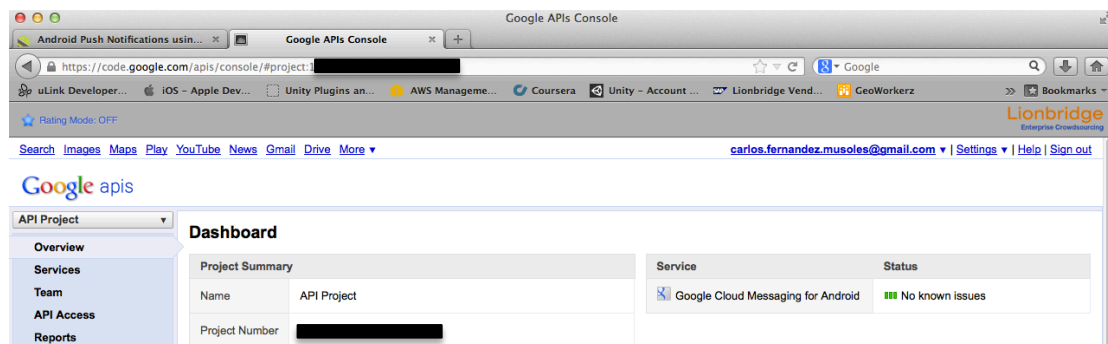 Google APIs Console
Android Push Notifications usin... × Google APIs Console × +
https://code.google.com/apis/console/#project:1 Google
uLink Developer... iOS – Apple Dev... Unity Plugins an... AWS Manageme... Coursera Unity – Account ... Lionbridge Vend... GeoWorkerz » Bookmarks
Rating Mode: OFF Lionbridge
Enterprise Crowdsourcing
Search Images Maps Play YouTube News Gmail Drive More ▼ carlos.fernandez.musoles@gmail.com ▼ | Settings ▼ | Help | Sign out
Google apis
API Project ▼
Dashboard
Overview
Project Summary Service Status
Services
Name API Project Google Cloud Messaging for Android No known issues
Team
API Access
Project Number
Reports